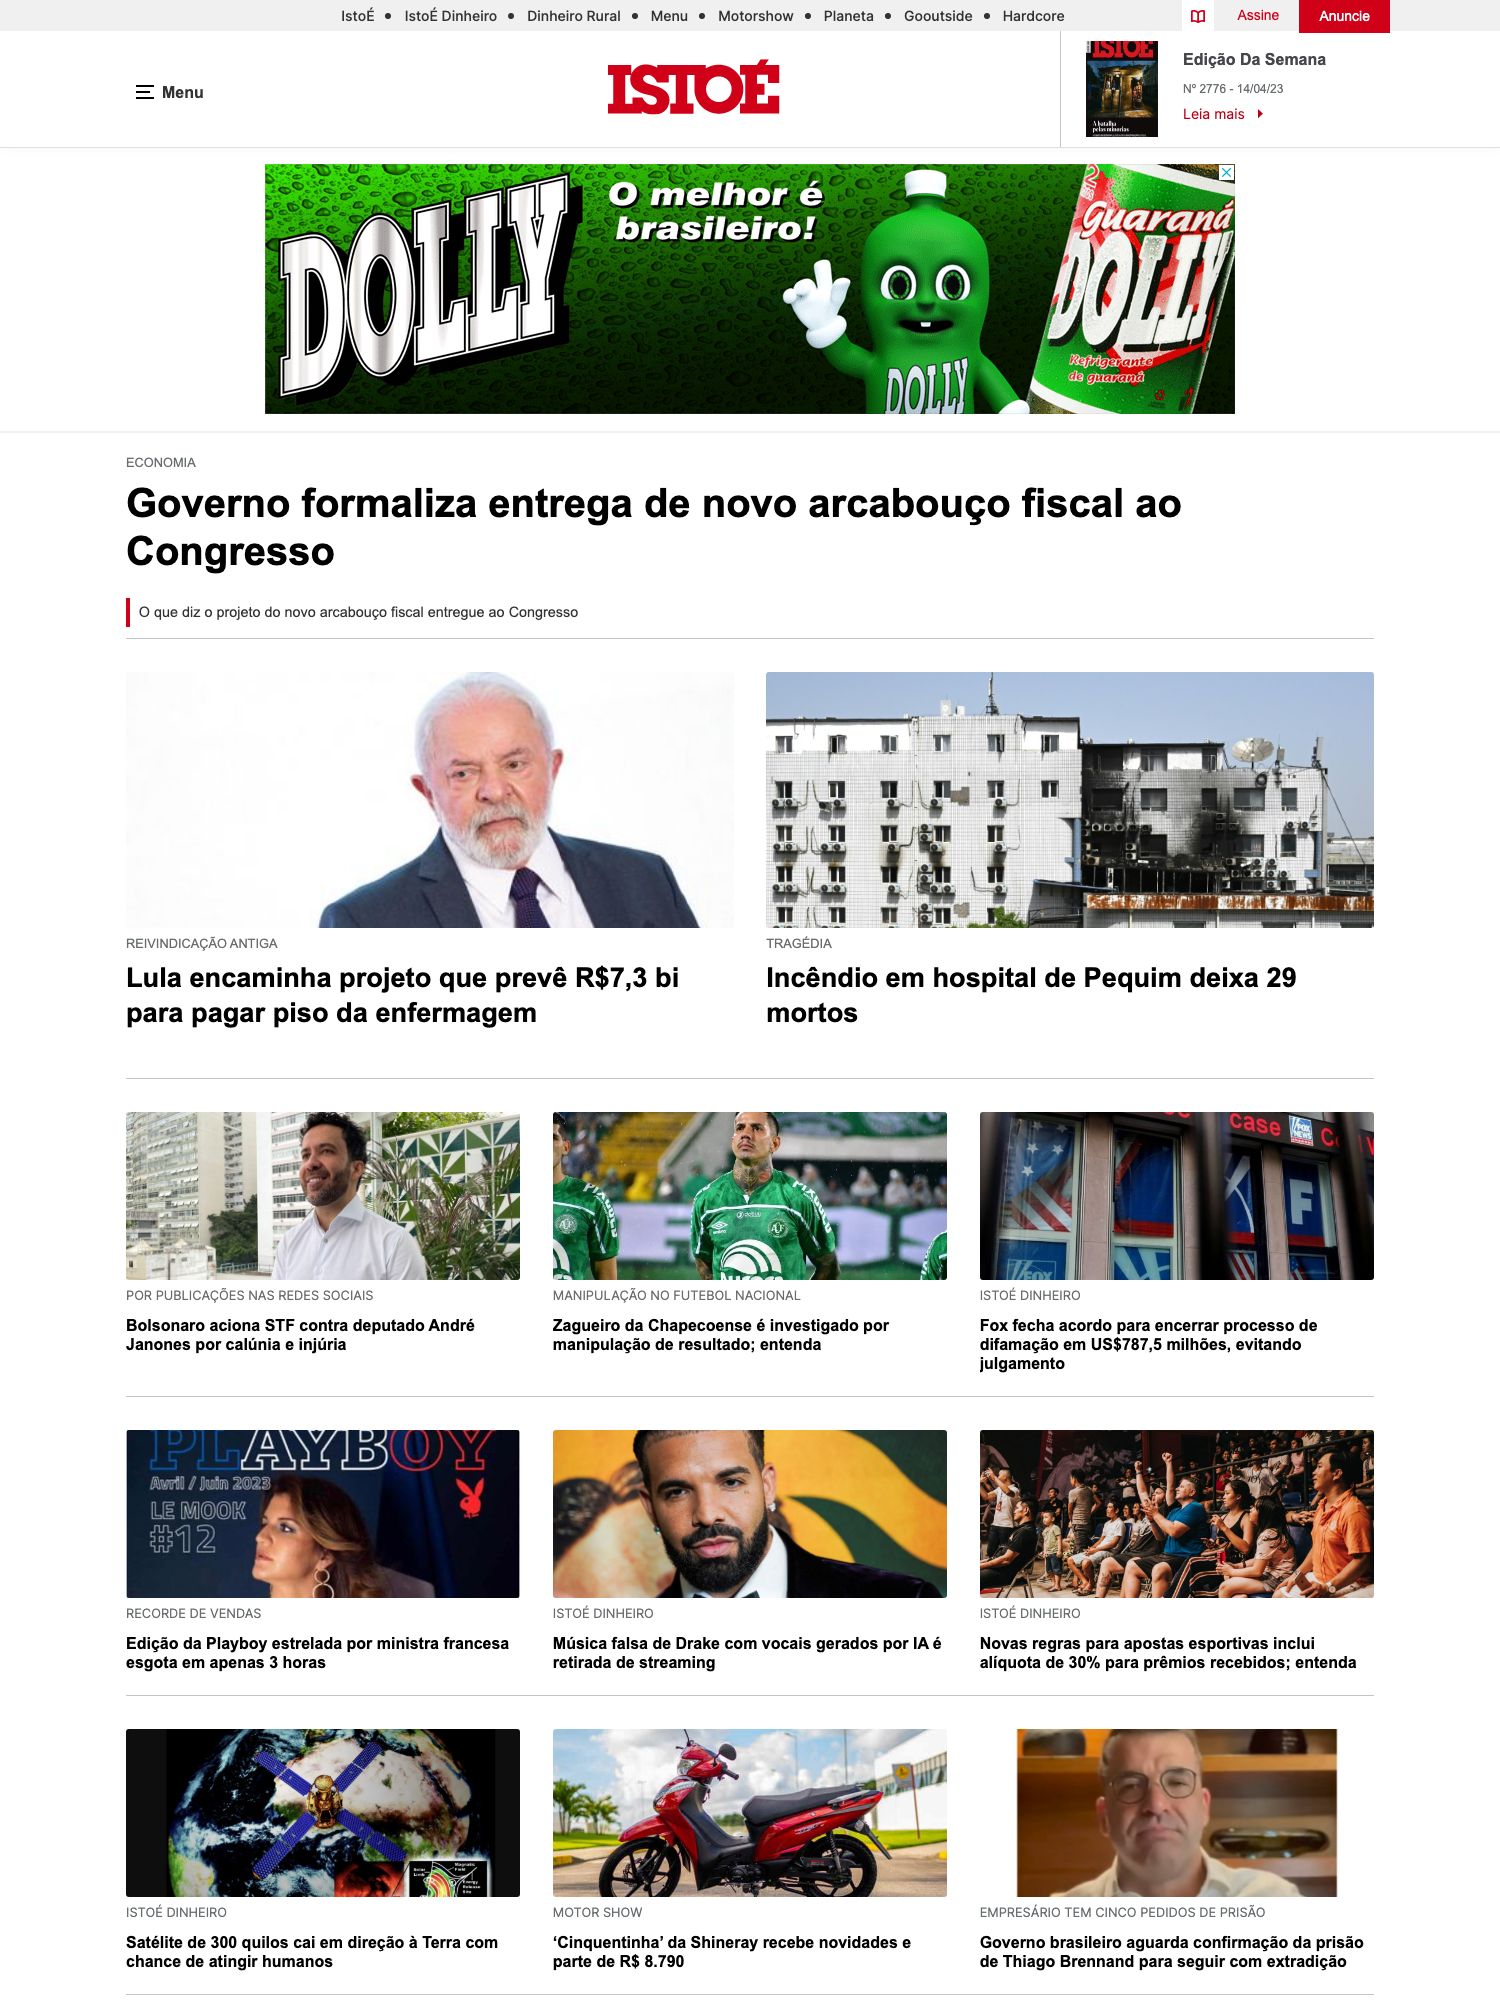 IstoÉ • IstoÉ Dinheiro • Dinheiro Rural • Menu • Motorshow • Planeta • Gooutside • Hardcore
Assine
Anuncie
Menu
ISTOÉ
ISTOÉ
A batalha
pelas minorias
Edição Da Semana
Nº 2776 - 14/04/23
Leia mais
DOLLY
O melhor é
brasileiro!
DOLLY
Guaraná
DOLLY
Refrigerante
de guaraná
ECONOMIA
Governo formaliza entrega de novo arcabouço fiscal ao
Congresso
O que diz o projeto do novo arcabouço fiscal entregue ao Congresso
REIVINDICAÇÃO ANTIGA
Lula encaminha projeto que prevê R$7,3 bi
para pagar piso da enfermagem
TRAGÉDIA
Incêndio em hospital de Pequim deixa 29
mortos
POR PUBLICAÇÕES NAS REDES SOCIAIS
Bolsonaro aciona STF contra deputado André
Janones por calúnia e injúria
MANIPULAÇÃO NO FUTEBOL NACIONAL
Zagueiro da Chapecoense é investigado por
manipulação de resultado; entenda
case
FOX
NEWS
F
FOX
ISTOÉ DINHEIRO
Fox fecha acordo para encerrar processo de
difamação em US$787,5 milhões, evitando
julgamento
PLAYBOY
Avril / Juin 2023
LE MOOK
#12
RECORDE DE VENDAS
Edição da Playboy estrelada por ministra francesa
esgota em apenas 3 horas
ISTOÉ DINHEIRO
Música falsa de Drake com vocais gerados por IA é
retirada de streaming
ISTOÉ DINHEIRO
Novas regras para apostas esportivas inclui
alíquota de 30% para prêmios recebidos; entenda
ISTOÉ DINHEIRO
Satélite de 300 quilos cai em direção à Terra com
chance de atingir humanos
MOTOR SHOW
‘Cinquentinha’ da Shineray recebe novidades e
parte de R$ 8.790
EMPRESÁRIO TEM CINCO PEDIDOS DE PRISÃO
Governo brasileiro aguarda confirmação da prisão
de Thiago Brennand para seguir com extradição